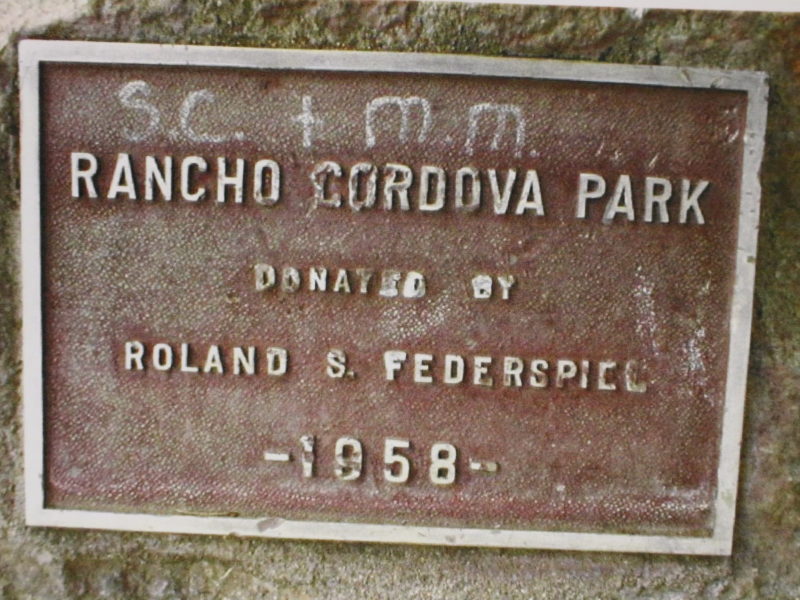 S.C. + m.m.
RANCHO CORDOVA PARK
DONATED BY
ROLAND S. FEDERSPIEL
-1958-